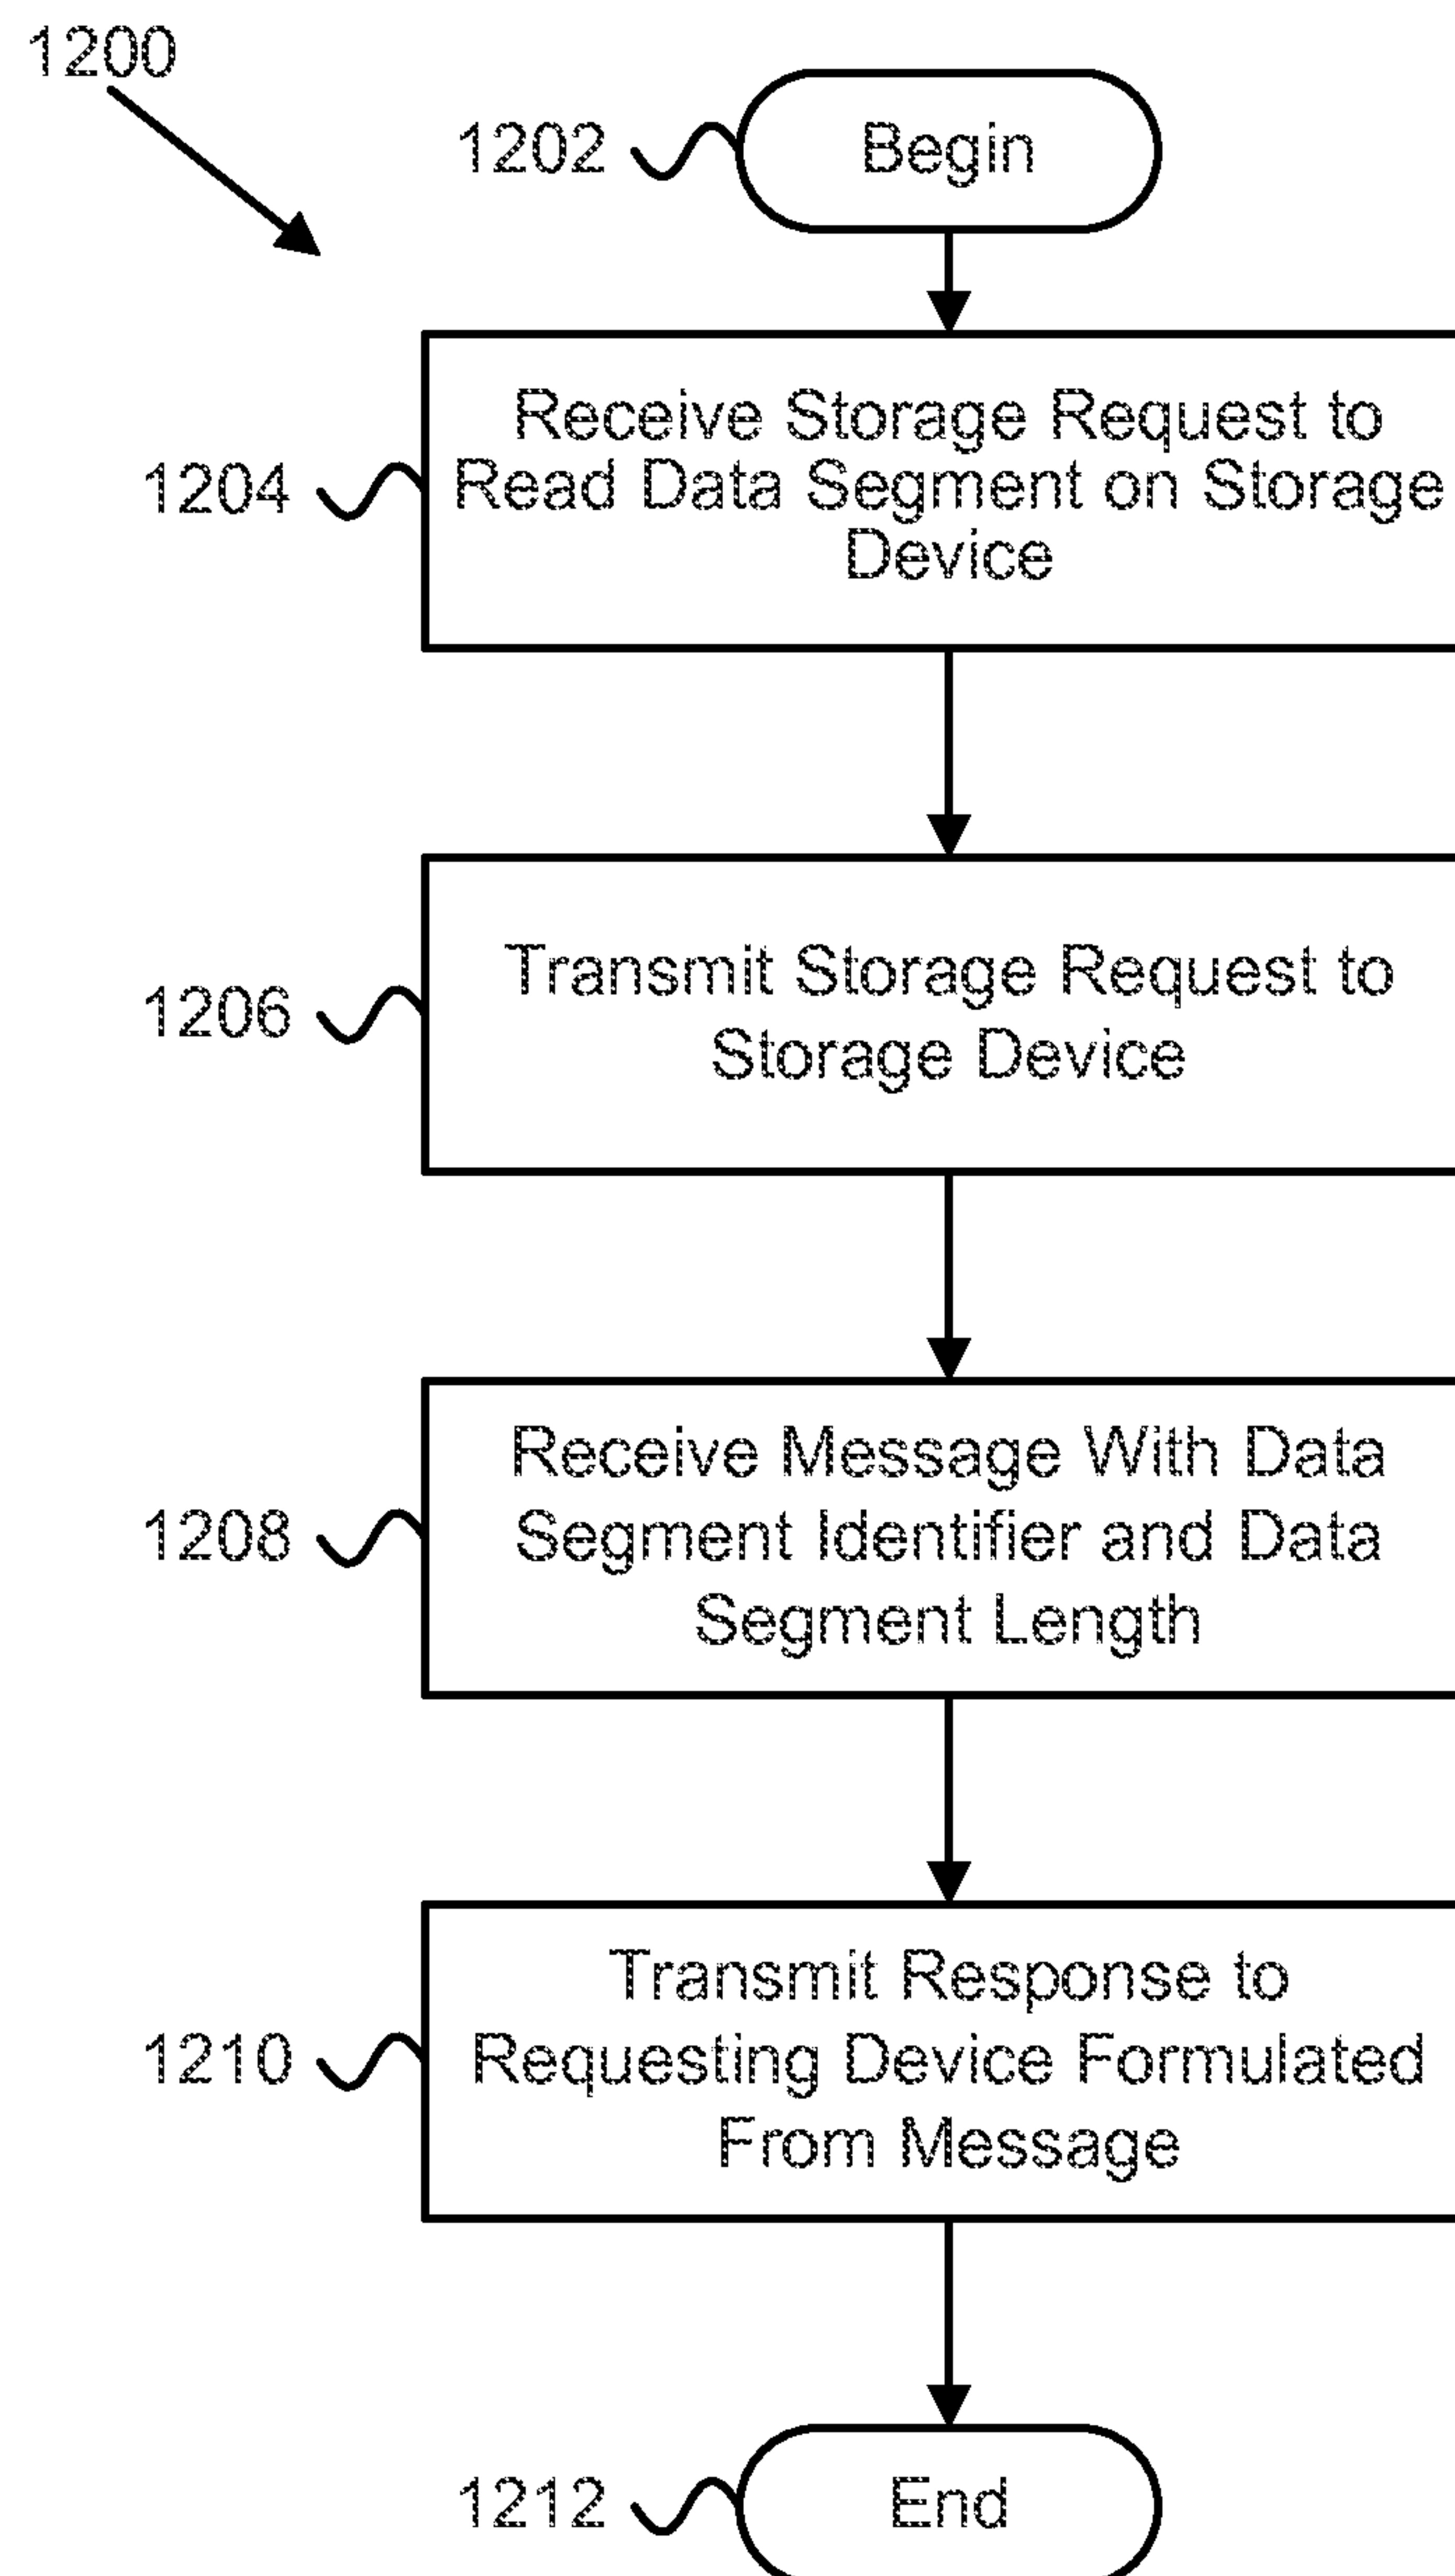 1200
1202
Begin
1204
Receive Storage Request to
Read Data Segment on Storage
Device
1206
Transmit Storage Request to
Storage Device
1208
Receive Message With Data
Segment Identifier and Data
Segment Length
1210
Transmit Response to
Requesting Device Formulated
From Message
1212
End